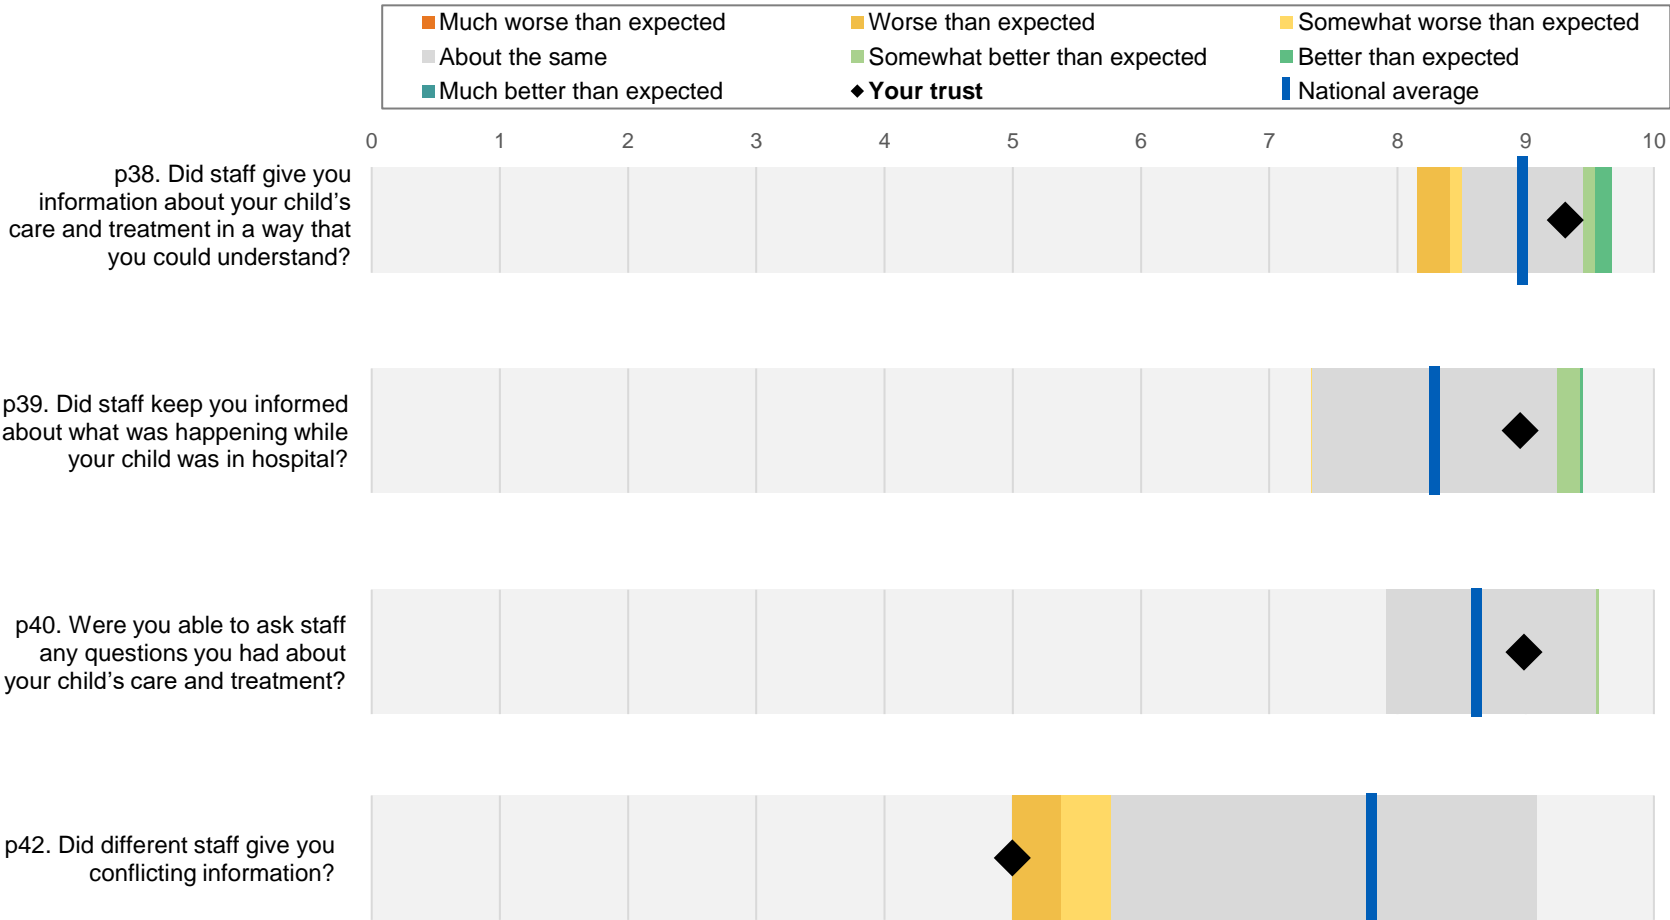 Much worse than expected
Worse than expected
Somewhat worse than expected
About the same
Somewhat better than expected
Better than expected
Much better than expected
Your trust
National average
0 1 2 3 4 5 6 7 8 9 10
p38. Did staff give you
information about your child’s
care and treatment in a way that
you could understand?
p39. Did staff keep you informed
about what was happening while
your child was in hospital?
p40. Were you able to ask staff
any questions you had about
your child’s care and treatment?
p42. Did different staff give you
conflicting information?